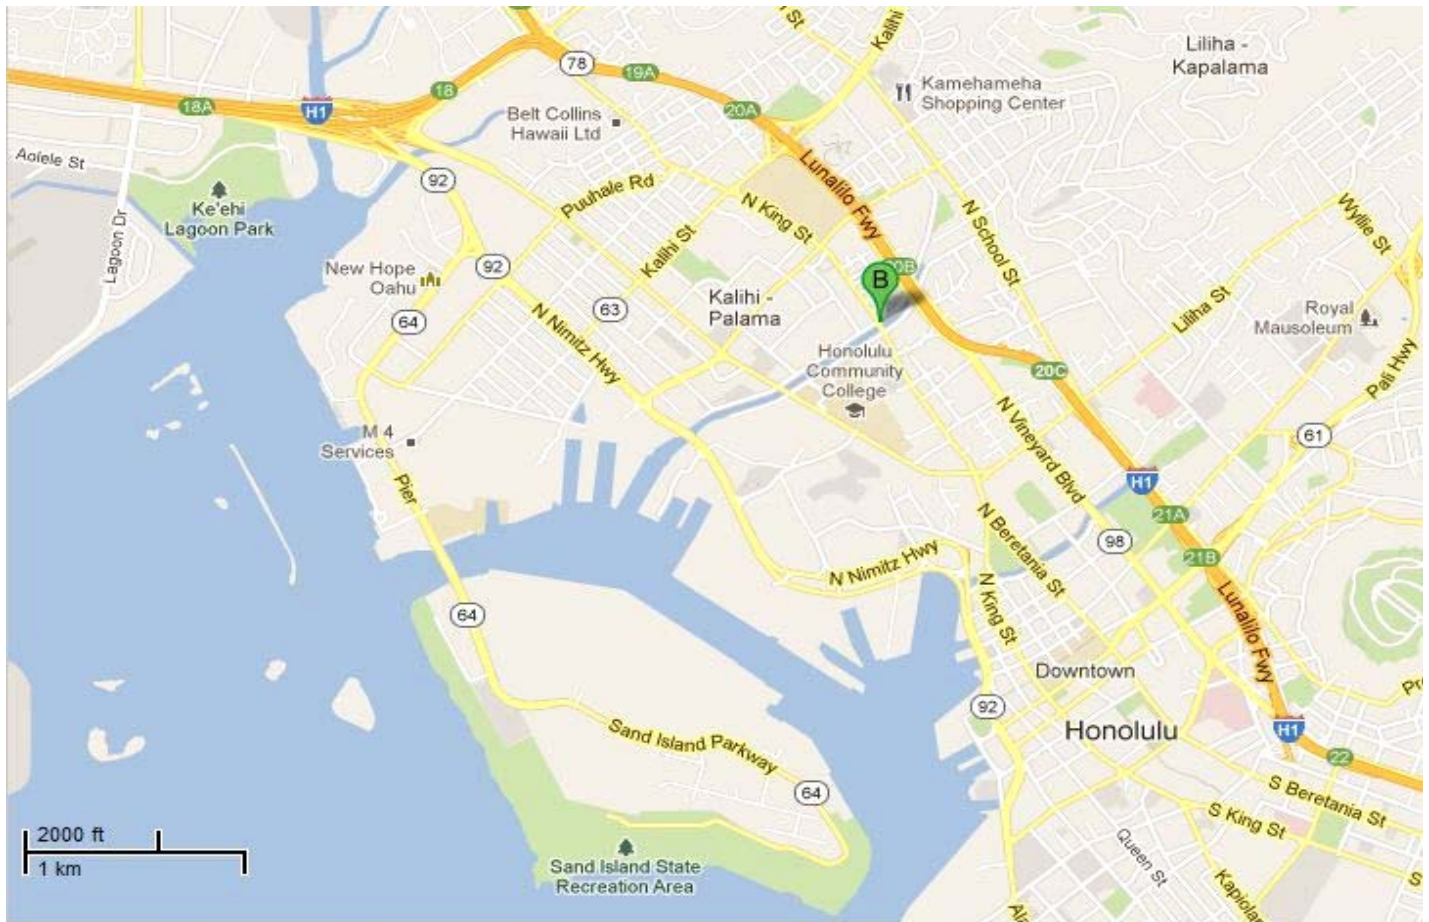 St
Kalihi
Liliha -
Kapalama
78
19A
Kamehameha
Shopping Center
18
18A
H1
20A
Belt Collins
Hawaii Ltd
Aolele St
Lunalilo Fwy
92
Puuhale Rd
Ke'ehi
Lagoon Park
N King St
N School St
Wyllie St
Lagoon Dr
Kalihi St
New Hope
Oahu
92
20B
B
Kalihi -
Palama
63
64
N Nimitz Hwy
Liliha St
Royal
Mausoleum
Honolulu
Community
College
20C
Pali Hwy
M 4
Services
N Vineyard Blvd
61
Pier
H1
21A
N Beretania St
98
21B
N Nimitz Hwy
64
N King St
Lunalilo Fwy
Downtown
92
Honolulu
H1
Sand Island Parkway
22
64
S Beretania St
S King St
2000 ft
1 km
Queen St
Sand Island State
Recreation Area
S